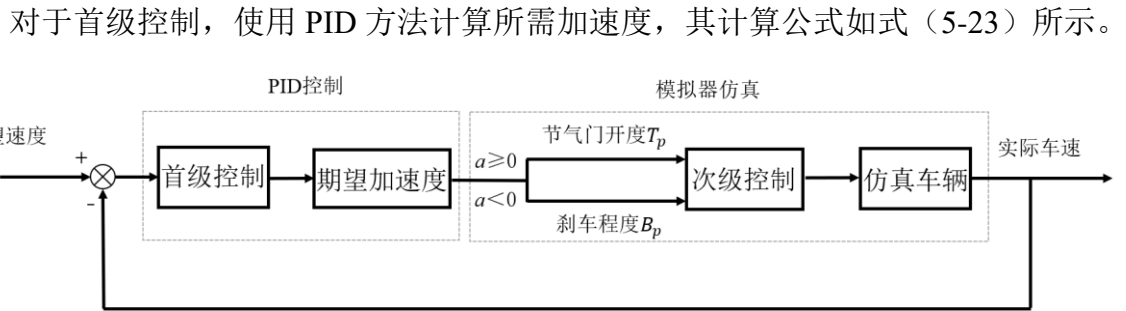 对于首级控制，使用 PID 方法计算所需加速度，其计算公式如式（5-23）所示。
PID控制
模拟器仿真
速度
+
-
首级控制
期望加速度
a≥0
a<0
节气门开度Tp
刹车程度Bp
次级控制
仿真车辆
实际车速